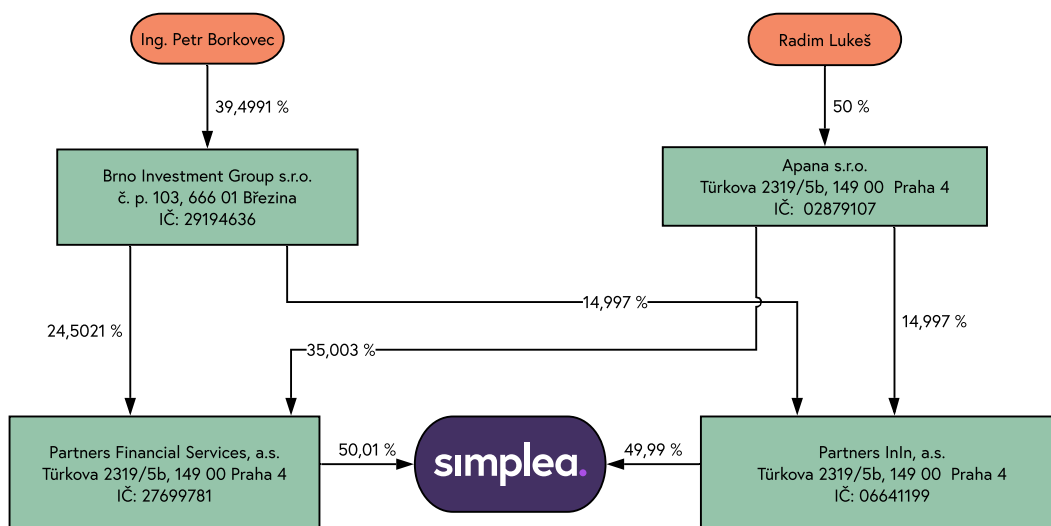 Ing. Petr Borkovec
Radim Lukeš
39,4991 %
50 %
Brno Investment Group s.r.o.
č. p. 103, 666 01 Březina
IČ: 29194636
Apana s.r.o.
Türkova 2319/5b, 149 00  Praha 4
IČ:  02879107
14,997 %
24,5021 %
14,997 %
35,003 %
Partners Financial Services, a.s.
Türkova 2319/5b, 149 00 Praha 4
IČ: 27699781
50,01 %
simplea.
49,99 %
Partners InIn, a.s.
Türkova 2319/5b, 149 00  Praha 4
IČ: 06641199